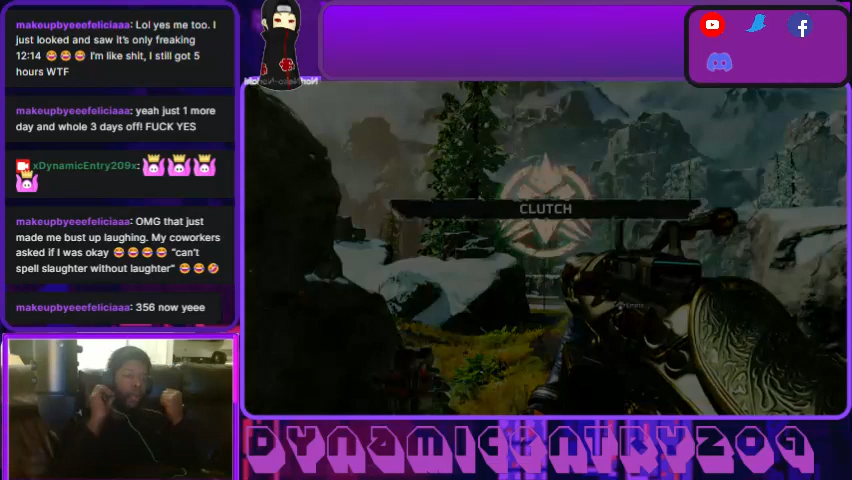 makeupbyeeefeliciaaa: Lol yes me too. I
just looked and saw it's only freaking
12:14 😂 😂 😂 I'm like shit, I still got 5
hours WTF
makeupbyeeefeliciaaa: yeah just 1 more
day and whole 3 days off! FUCK YES
xDynamicEntry209x:
makeupbyeeefeliciaaa: OMG that just
made me bust up laughing. My coworkers
asked if I was okay 😂 😂 😂 😂 "can't
spell slaughter without laughter" 😂 😂 🤣
makeupbyeeefeliciaaa: 356 now yeee
CLUTCH